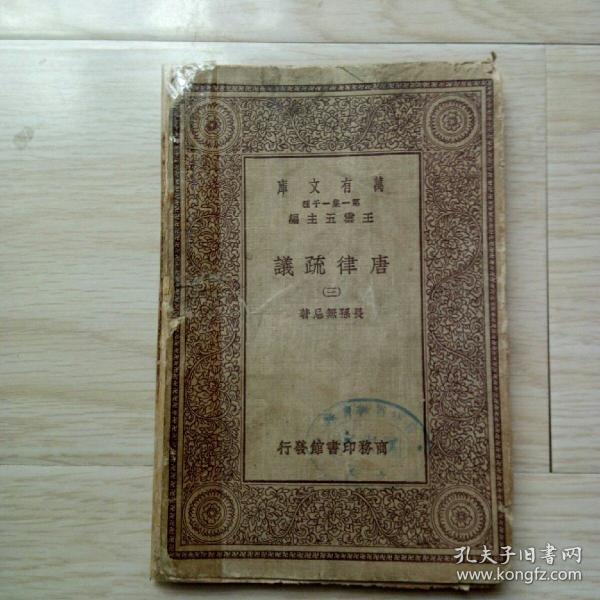 萬有文庫
第一集一千種
王雲五主編
唐律疏議
(三)
長孫無忌著
商務印書館發行
孔夫子旧书网
www.kongfz.com